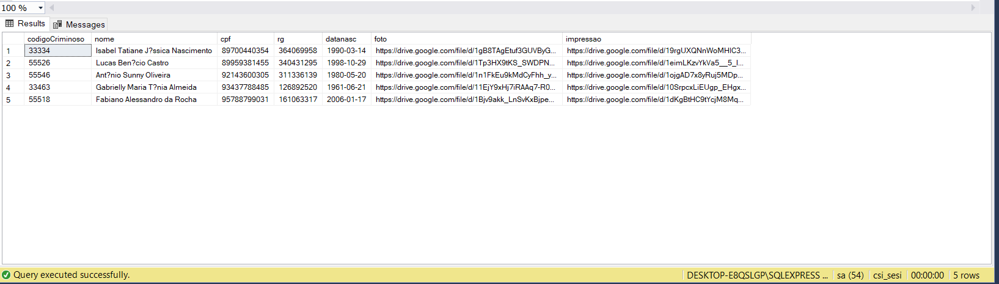 100 %
Results Messages
codigoCriminoso nome cpf rg datanasc foto impressao
1 33334 Isabel Tatiane J?ssica Nascimento 89700440354 364069958 1990-03-14 https://drive.google.com/file/d/1gB8TAgEtuf3GUVByG... https://drive.google.com/file/d/19rgUXQNnWoMHlC3...
2 55526 Lucas Ben?cio Castro 89959381455 340431295 1998-10-29 https://drive.google.com/file/d/1Tp3HX9tKS_SWDPN... https://drive.google.com/file/d/1eimLKzvYkVa5__5_I...
3 55546 Ant?nio Sunny Oliveira 92143600305 311336139 1980-05-20 https://drive.google.com/file/d/1n1FkEu9kMdCyFhh_y... https://drive.google.com/file/d/1ojgAD7x8yRuj5MDp...
4 33463 Gabrielly Maria T?nia Almeida 93437788485 126892520 1961-06-21 https://drive.google.com/file/d/11EjY9xHj7iRAAq7-R0... https://drive.google.com/file/d/10SrpcxLiEUgp_EHgx...
5 55518 Fabiano Alessandro da Rocha 95788799031 161063317 2006-01-17 https://drive.google.com/file/d/1Bjv9akk_LnSvKxBjpe... https://drive.google.com/file/d/1dKgBtHC9tYcjM8Mq...
Query executed successfully. DESKTOP-E8QSLGP\SQLEXPRESS ... sa (54) csi_sesi 00:00:00 5 rows